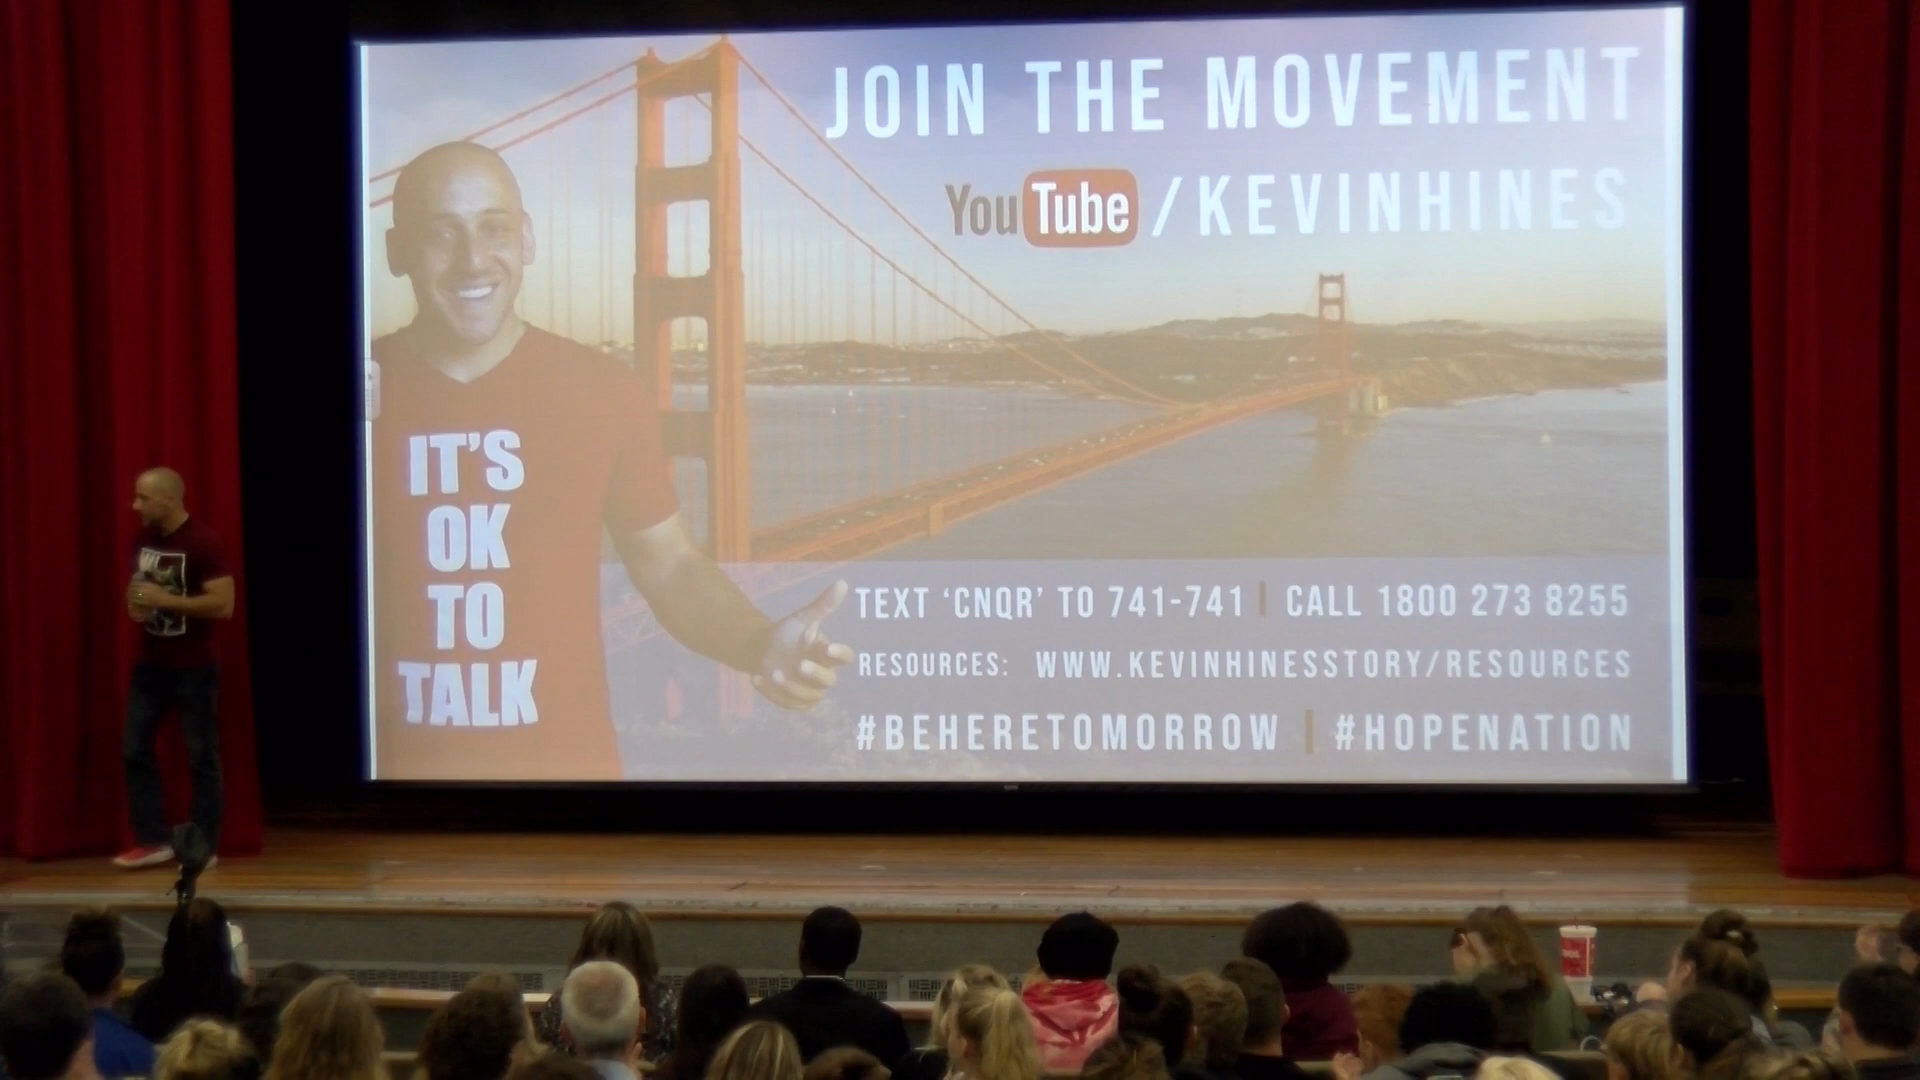 JOIN THE MOVEMENT
YouTube/KEVINHINES
IT'S
OK
TO
TALK
TEXT 'CNQR' TO 741-741 | CALL 1800 273 8255
RESOURCES: WWW.KEVINHINESSTORY/RESOURCES
#BEHERETOMORROW | #HOPENATION